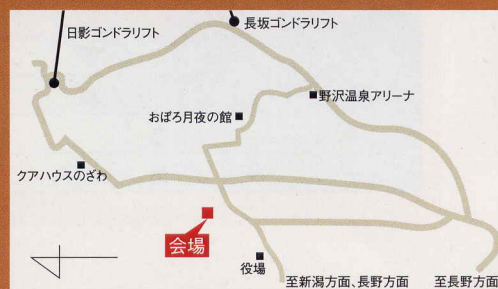 日影ゴンドラリフト
長坂ゴンドラリフト
野沢温泉アリーナ
おぼろ月夜の館
クアハウスのざわ
会場
役場
至新潟方面、長野方面
至長野方面